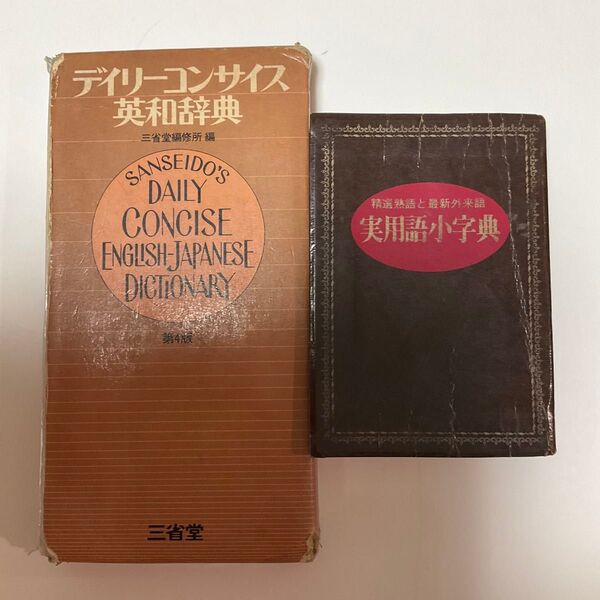 デイリーコンサイス
英和辞典
三省堂編修所 編
SANSEIDO'S
DAILY
CONCISE
ENGLISH-JAPANESE
DICTIONARY
第4版
三省堂
精選熟語と最新外来語
実用語小字典